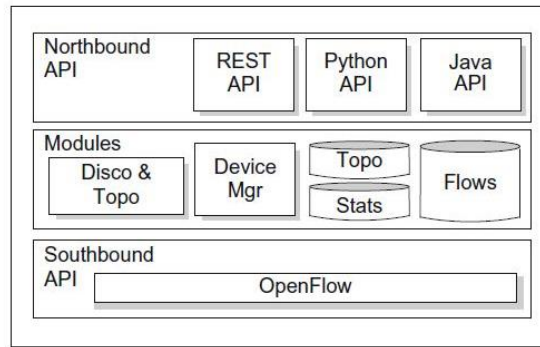 Northbound
API
REST
API
Python
API
Java
API
Modules
Disco &
Topo
Device
Mgr
Topo
Stats
Flows
Southbound
API
OpenFlow